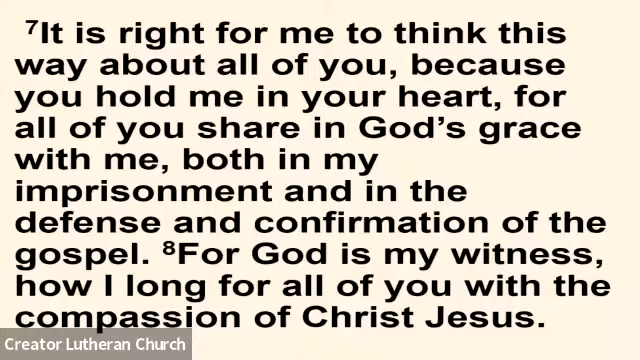 ⁷It is right for me to think this
way about all of you, because
you hold me in your heart, for
all of you share in God’s grace
with me, both in my
imprisonment and in the
defense and confirmation of the
gospel. ⁸For God is my witness,
how I long for all of you with the
compassion of Christ Jesus.
Creator Lutheran Church